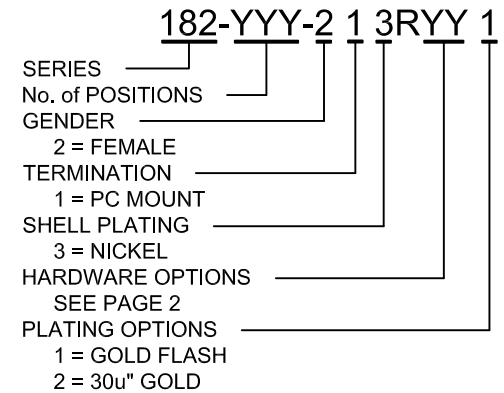 182-YYY-2 1 3RYY 1
SERIES
No. of POSITIONS
GENDER
2 = FEMALE
TERMINATION
1 = PC MOUNT
SHELL PLATING
3 = NICKEL
HARDWARE OPTIONS
SEE PAGE 2
PLATING OPTIONS
1 = GOLD FLASH
2 = 30u" GOLD